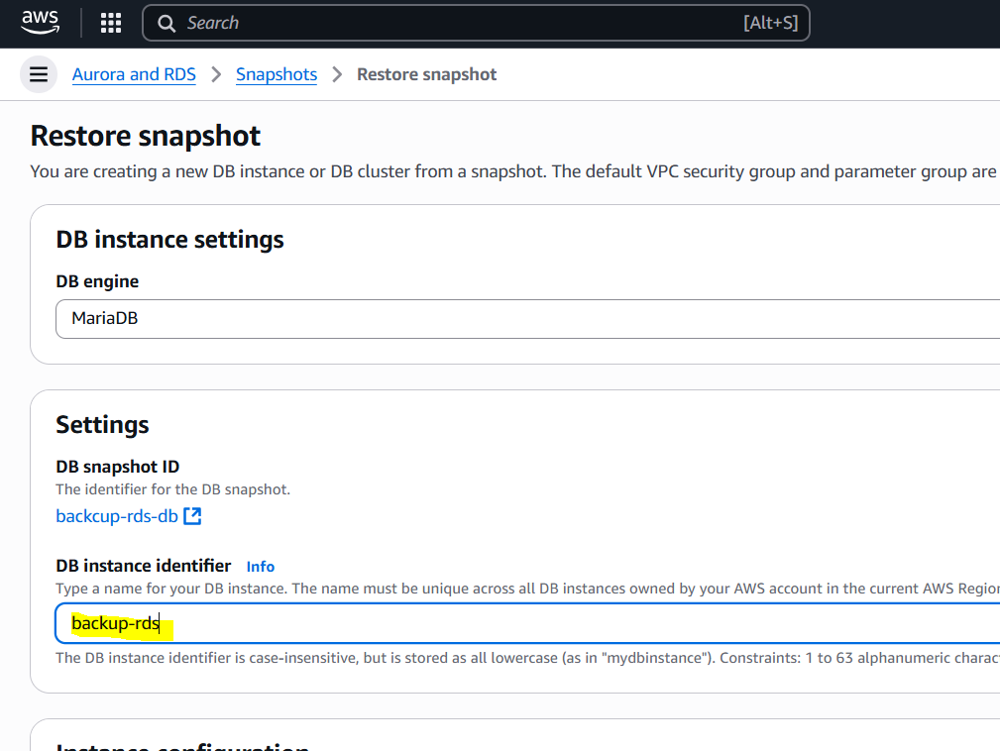 aws
Search [Alt+S]
Aurora and RDS > Snapshots > Restore snapshot
Restore snapshot
You are creating a new DB instance or DB cluster from a snapshot. The default VPC security group and parameter group are
DB instance settings
DB engine
MariaDB
Settings
DB snapshot ID
The identifier for the DB snapshot.
backcup-rds-db
DB instance identifier Info
Type a name for your DB instance. The name must be unique across all DB instances owned by your AWS account in the current AWS Region
backup-rds
The DB instance identifier is case-insensitive, but is stored as all lowercase (as in "mydbinstance"). Constraints: 1 to 63 alphanumeric charac
Instance configuration